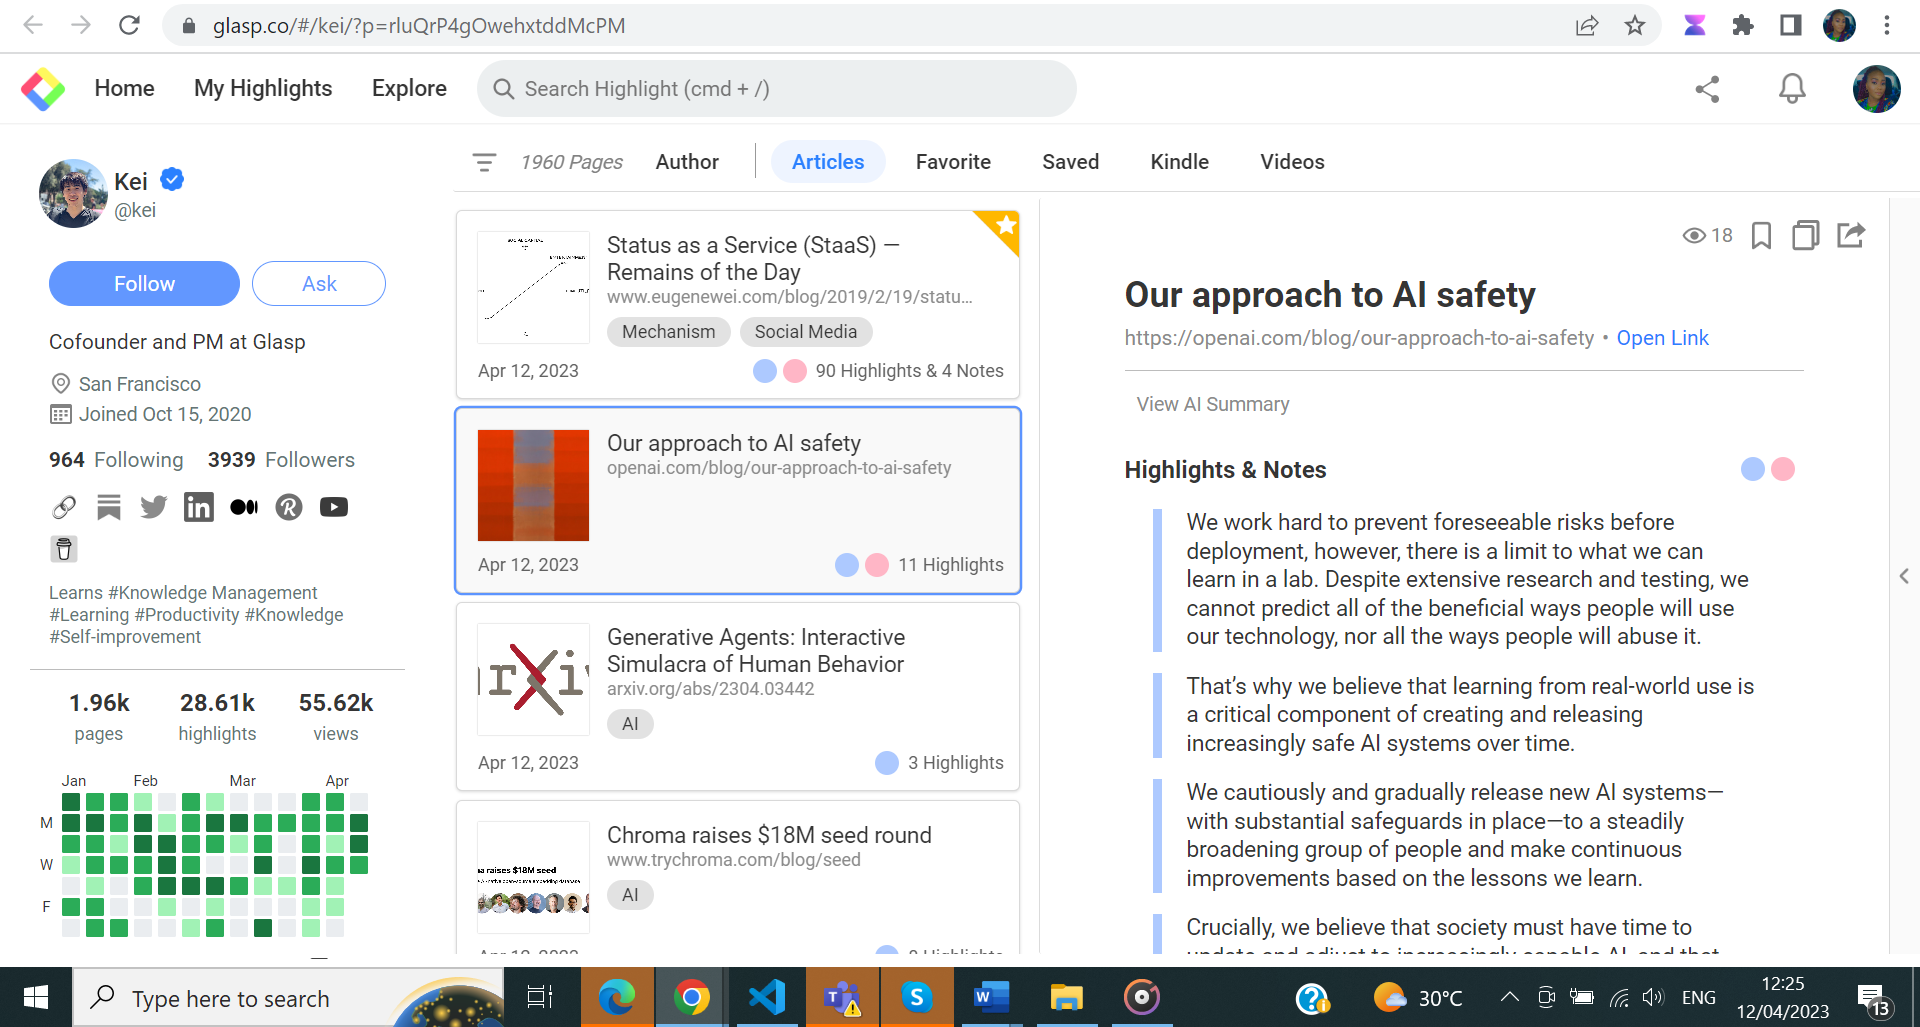 glasp.co/#/kei/?p=rluQrP4gOwehxtddMcPM
Home My Highlights Explore Search Highlight (cmd + /)
Kei
@kei
Follow Ask
Cofounder and PM at Glasp
San Francisco
Joined Oct 15, 2020
964 Following 3939 Followers
Learns #Knowledge Management
#Learning #Productivity #Knowledge
#Self-improvement
1.96k 28.61k 55.62k
pages highlights views
Jan Feb Mar Apr
M
W
F
1960 Pages Author Articles Favorite Saved Kindle Videos
Status as a Service (StaaS) —
Remains of the Day
www.eugenewei.com/blog/2019/2/19/statu...
Mechanism Social Media
Apr 12, 2023 90 Highlights & 4 Notes
Our approach to AI safety
openai.com/blog/our-approach-to-ai-safety
Apr 12, 2023 11 Highlights
arXiv
Generative Agents: Interactive
Simulacra of Human Behavior
arxiv.org/abs/2304.03442
AI
Apr 12, 2023 3 Highlights
Chroma raises $18M seed round
www.trychroma.com/blog/seed
AI
raises $18M seed
18
Our approach to AI safety
https://openai.com/blog/our-approach-to-ai-safety • Open Link
View AI Summary
Highlights & Notes
We work hard to prevent foreseeable risks before
deployment, however, there is a limit to what we can
learn in a lab. Despite extensive research and testing, we
cannot predict all of the beneficial ways people will use
our technology, nor all the ways people will abuse it.
That’s why we believe that learning from real-world use is
a critical component of creating and releasing
increasingly safe AI systems over time.
We cautiously and gradually release new AI systems—
with substantial safeguards in place—to a steadily
broadening group of people and make continuous
improvements based on the lessons we learn.
Crucially, we believe that society must have time to
update and adjust to increasingly capable AI, and that
Type here to search
30°C ENG 12:25
12/04/2023
13